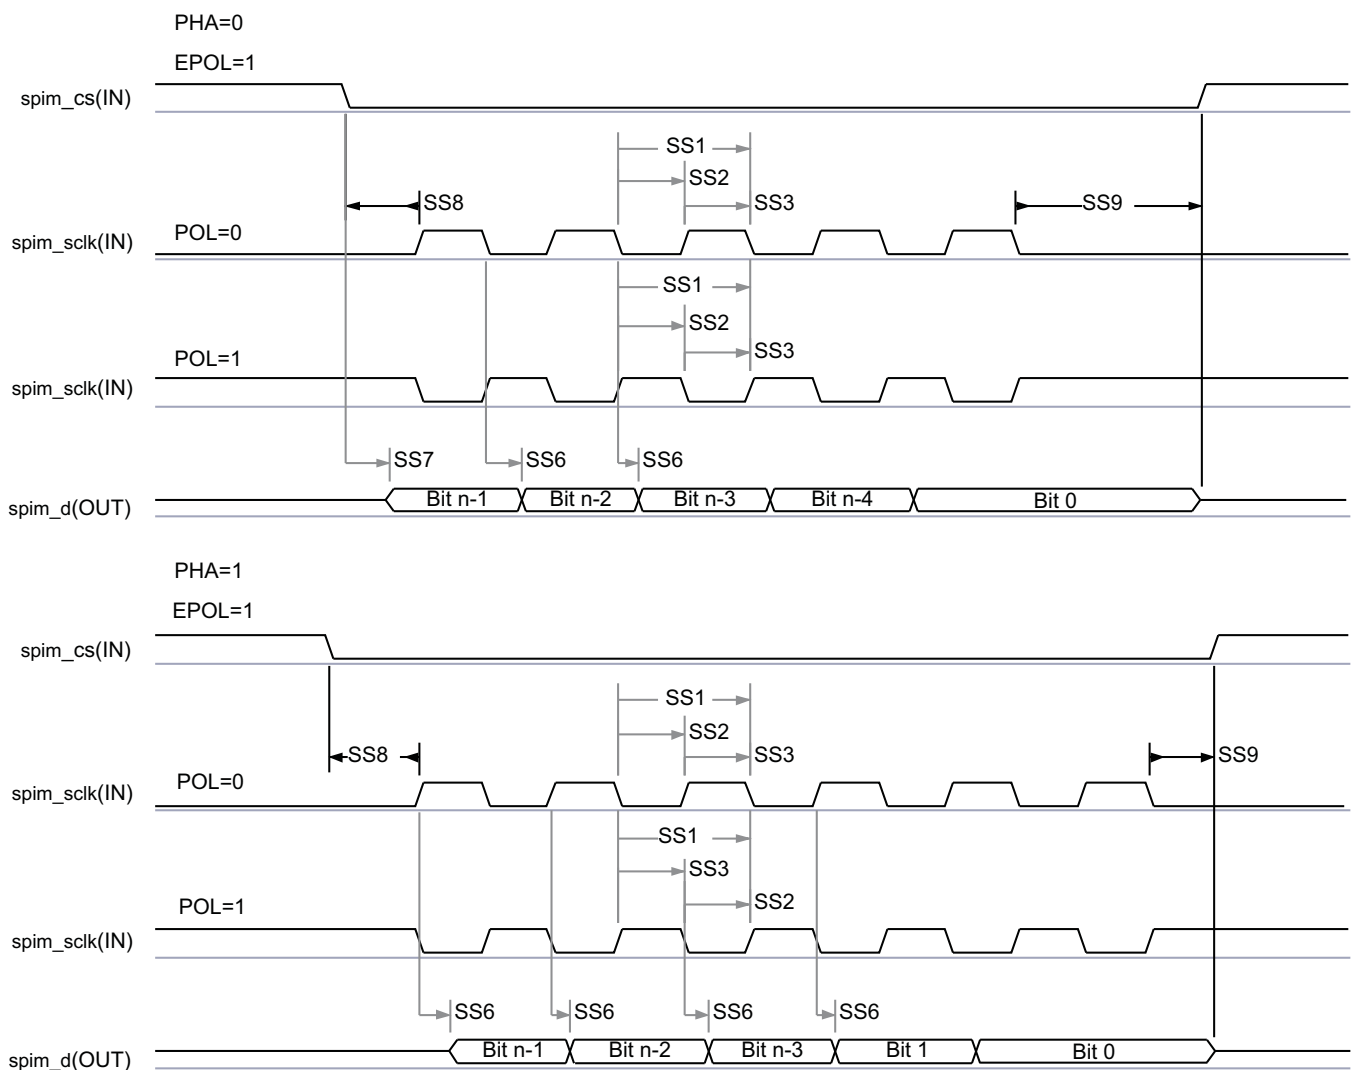 PHA=0
EPOL=1
spim_cs(IN)
SS1
SS2
SS8
SS3
SS9
POL=0
spim_sclk(IN)
SS1
SS2
SS3
POL=1
spim_sclk(IN)
SS7
SS6
SS6
Bit n-1
Bit n-2
Bit n-3
Bit n-4
Bit 0
spim_d(OUT)
PHA=1
EPOL=1
spim_cs(IN)
SS1
SS2
SS8
SS3
SS9
POL=0
spim_sclk(IN)
SS1
SS3
SS2
POL=1
spim_sclk(IN)
SS6
SS6
SS6
SS6
Bit n-1
Bit n-2
Bit n-3
Bit 1
Bit 0
spim_d(OUT)